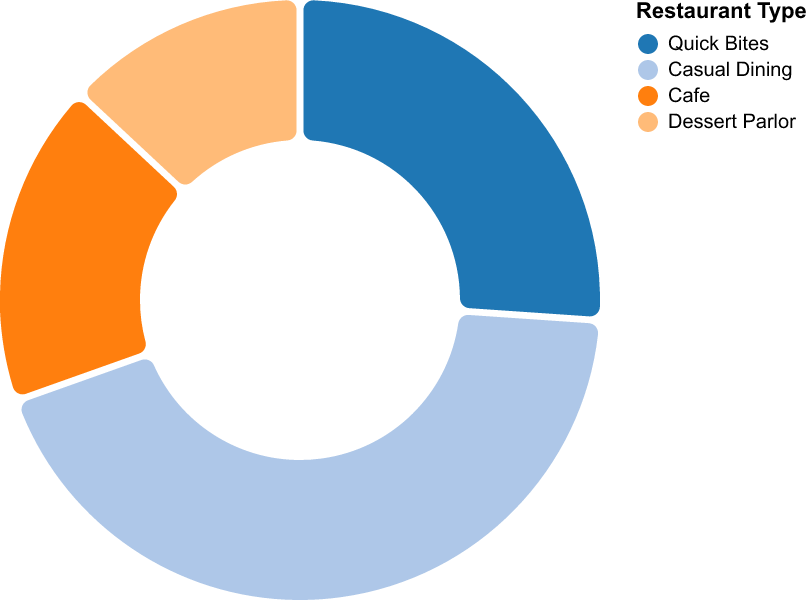 Restaurant Type
Quick Bites
Casual Dining
Cafe
Dessert Parlor